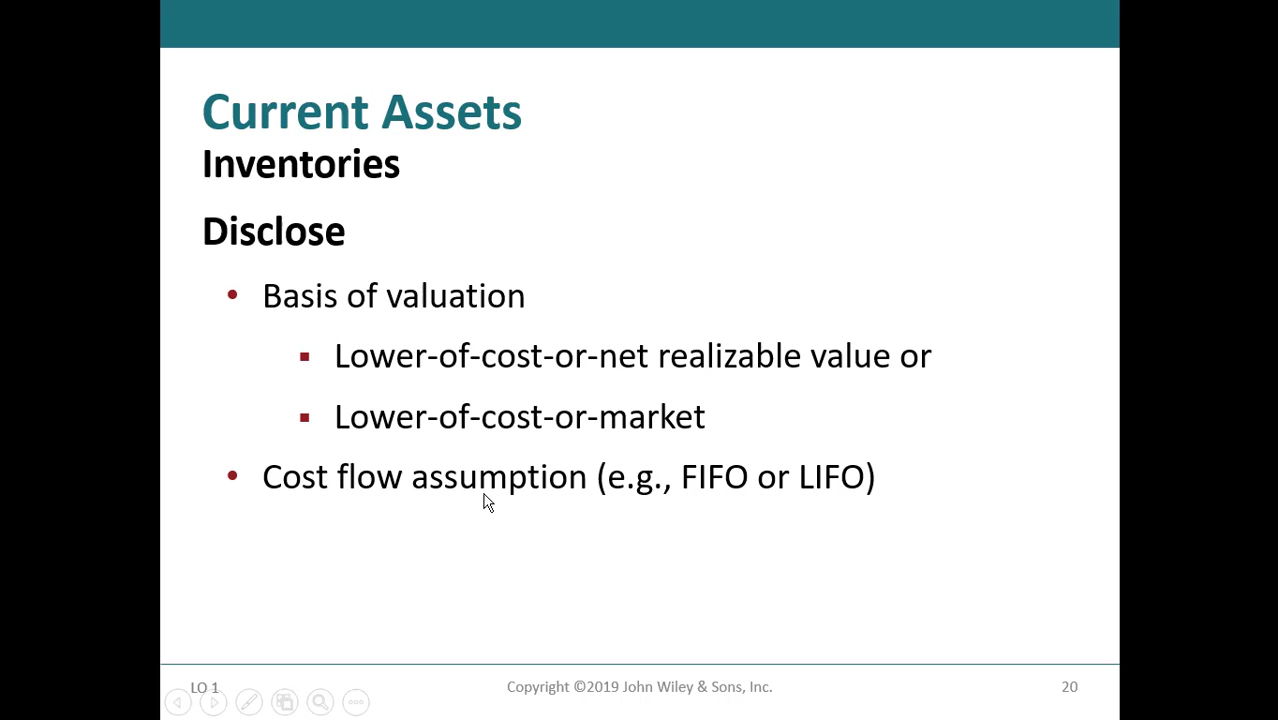 Current Assets
Inventories
Disclose
• Basis of valuation
▪ Lower-of-cost-or-net realizable value or
▪ Lower-of-cost-or-market
• Cost flow assumption (e.g., FIFO or LIFO)
LO 1
Copyright ©2019 John Wiley & Sons, Inc.
20